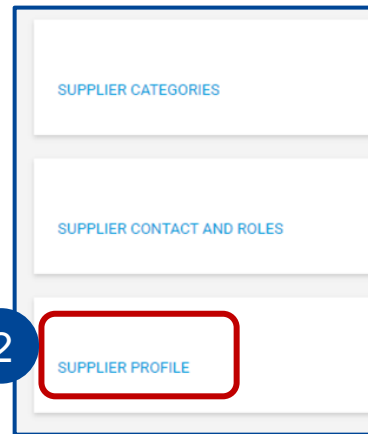 SUPPLIER CATEGORIES
SUPPLIER CONTACT AND ROLES
2
SUPPLIER PROFILE